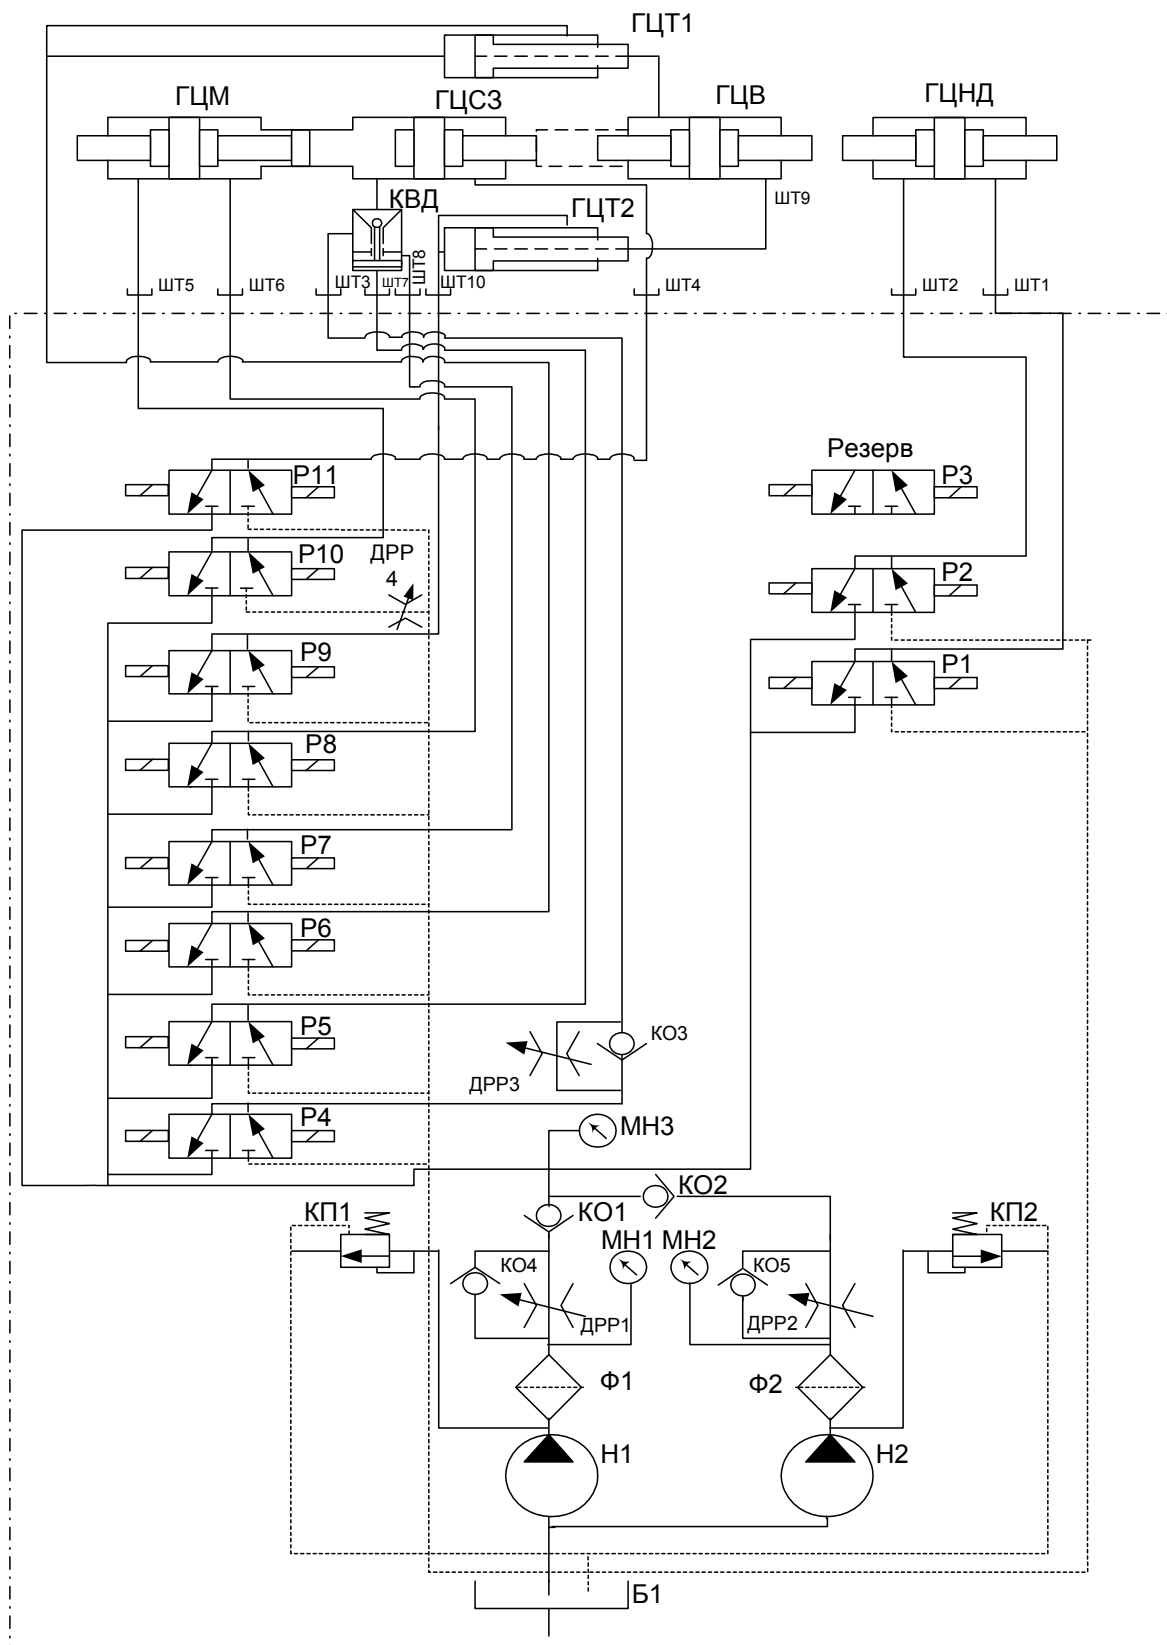 ГЦТ1
ГЦМ
ГЦСЗ
ГЦВ
ГЦНД
КВД
ГЦТ2
ШТ9
ШТ5
ШТ6
ШТ3
ШТ7
ШТ8
ШТ10
ШТ4
ШТ2
ШТ1
Резерв
Р11
Р3
Р10
ДРР
4
Р2
Р9
Р1
Р8
Р7
Р6
Р5
КО3
ДРР3
Р4
МН3
КО2
КП1
КО1
КП2
МН1
МН2
КО4
КО5
ДРР1
ДРР2
Ф1
Ф2
Н1
Н2
Б1